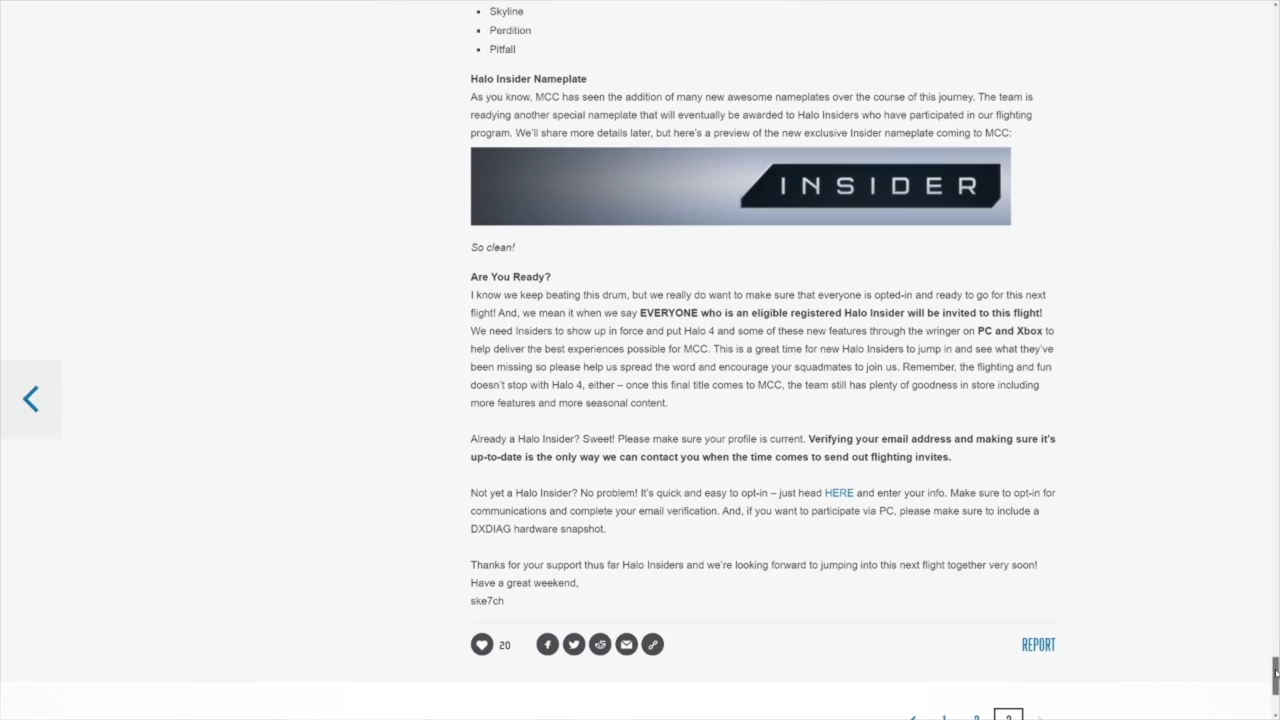 Skyline
Perdition
Pitfall
Halo Insider Nameplate
As you know, MCC has seen the addition of many new awesome nameplates over the course of this journey. The team is
readying another special nameplate that will eventually be awarded to Halo Insiders who have participated in our flighting
program. We'll share more details later, but here's a preview of the new exclusive Insider nameplate coming to MCC:
INSIDER
So clean!
Are You Ready?
I know we keep beating this drum, but we really do want to make sure that everyone is opted-in and ready to go for this next
flight! And, we mean it when we say EVERYONE who is an eligible registered Halo Insider will be invited to this flight!
We need Insiders to show up in force and put Halo 4 and some of these new features through the wringer on PC and Xbox to
help deliver the best experiences possible for MCC. This is a great time for new Halo Insiders to jump in and see what they've
been missing so please help us spread the word and encourage your squadmates to join us. Remember, the flighting and fun
doesn't stop with Halo 4, either – once this final title comes to MCC, the team still has plenty of goodness in store including
more features and more seasonal content.
Already a Halo Insider? Sweet! Please make sure your profile is current. Verifying your email address and making sure it's
up-to-date is the only way we can contact you when the time comes to send out flighting invites.
Not yet a Halo Insider? No problem! It's quick and easy to opt-in – just head HERE and enter your info. Make sure to opt-in for
communications and complete your email verification. And, if you want to participate via PC, please make sure to include a
DXDIAG hardware snapshot.
Thanks for your support thus far Halo Insiders and we're looking forward to jumping into this next flight together very soon!
Have a great weekend,
ske7ch
20
REPORT